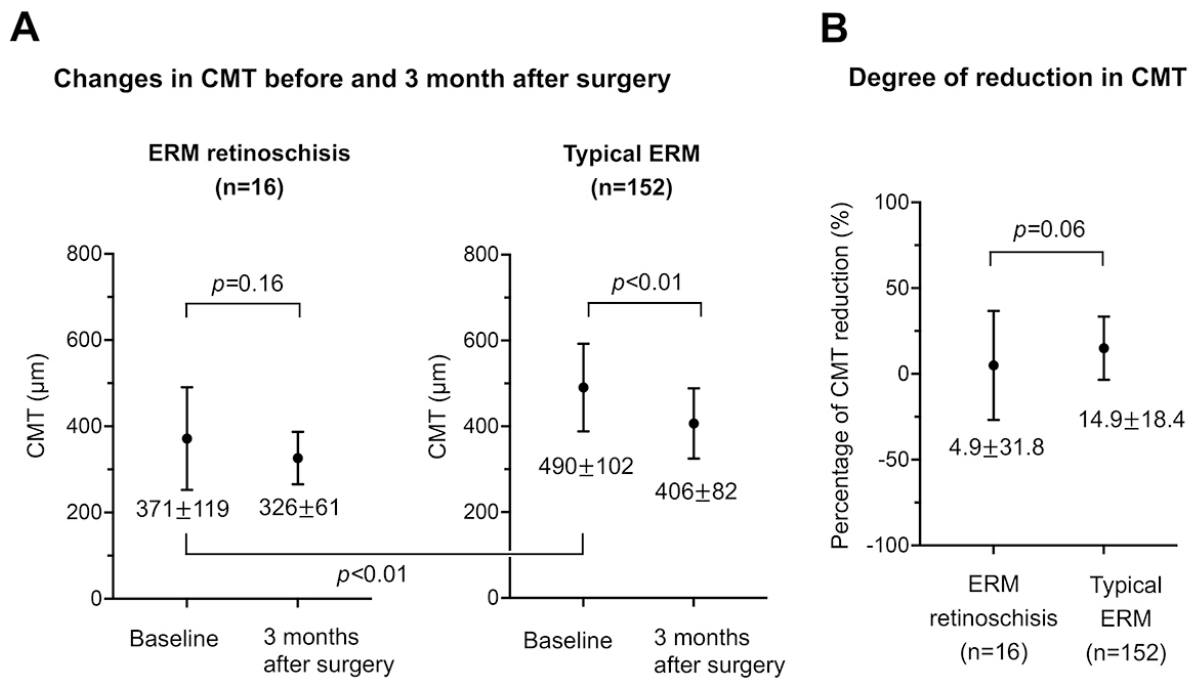 A
Changes in CMT before and 3 month after surgery
ERM retinoschisis
(n=16)
CMT (μm)
800
600
400
200
0
p=0.16
371±119
326±61
Baseline
3 months
after surgery
Typical ERM
(n=152)
CMT (μm)
800
600
400
200
0
p<0.01
490±102
406±82
Baseline
3 months
after surgery
p<0.01
B
Degree of reduction in CMT
Percentage of CMT reduction (%)
100
50
0
-50
-100
p=0.06
4.9±31.8
14.9±18.4
ERM
retinoschisis
(n=16)
Typical
ERM
(n=152)